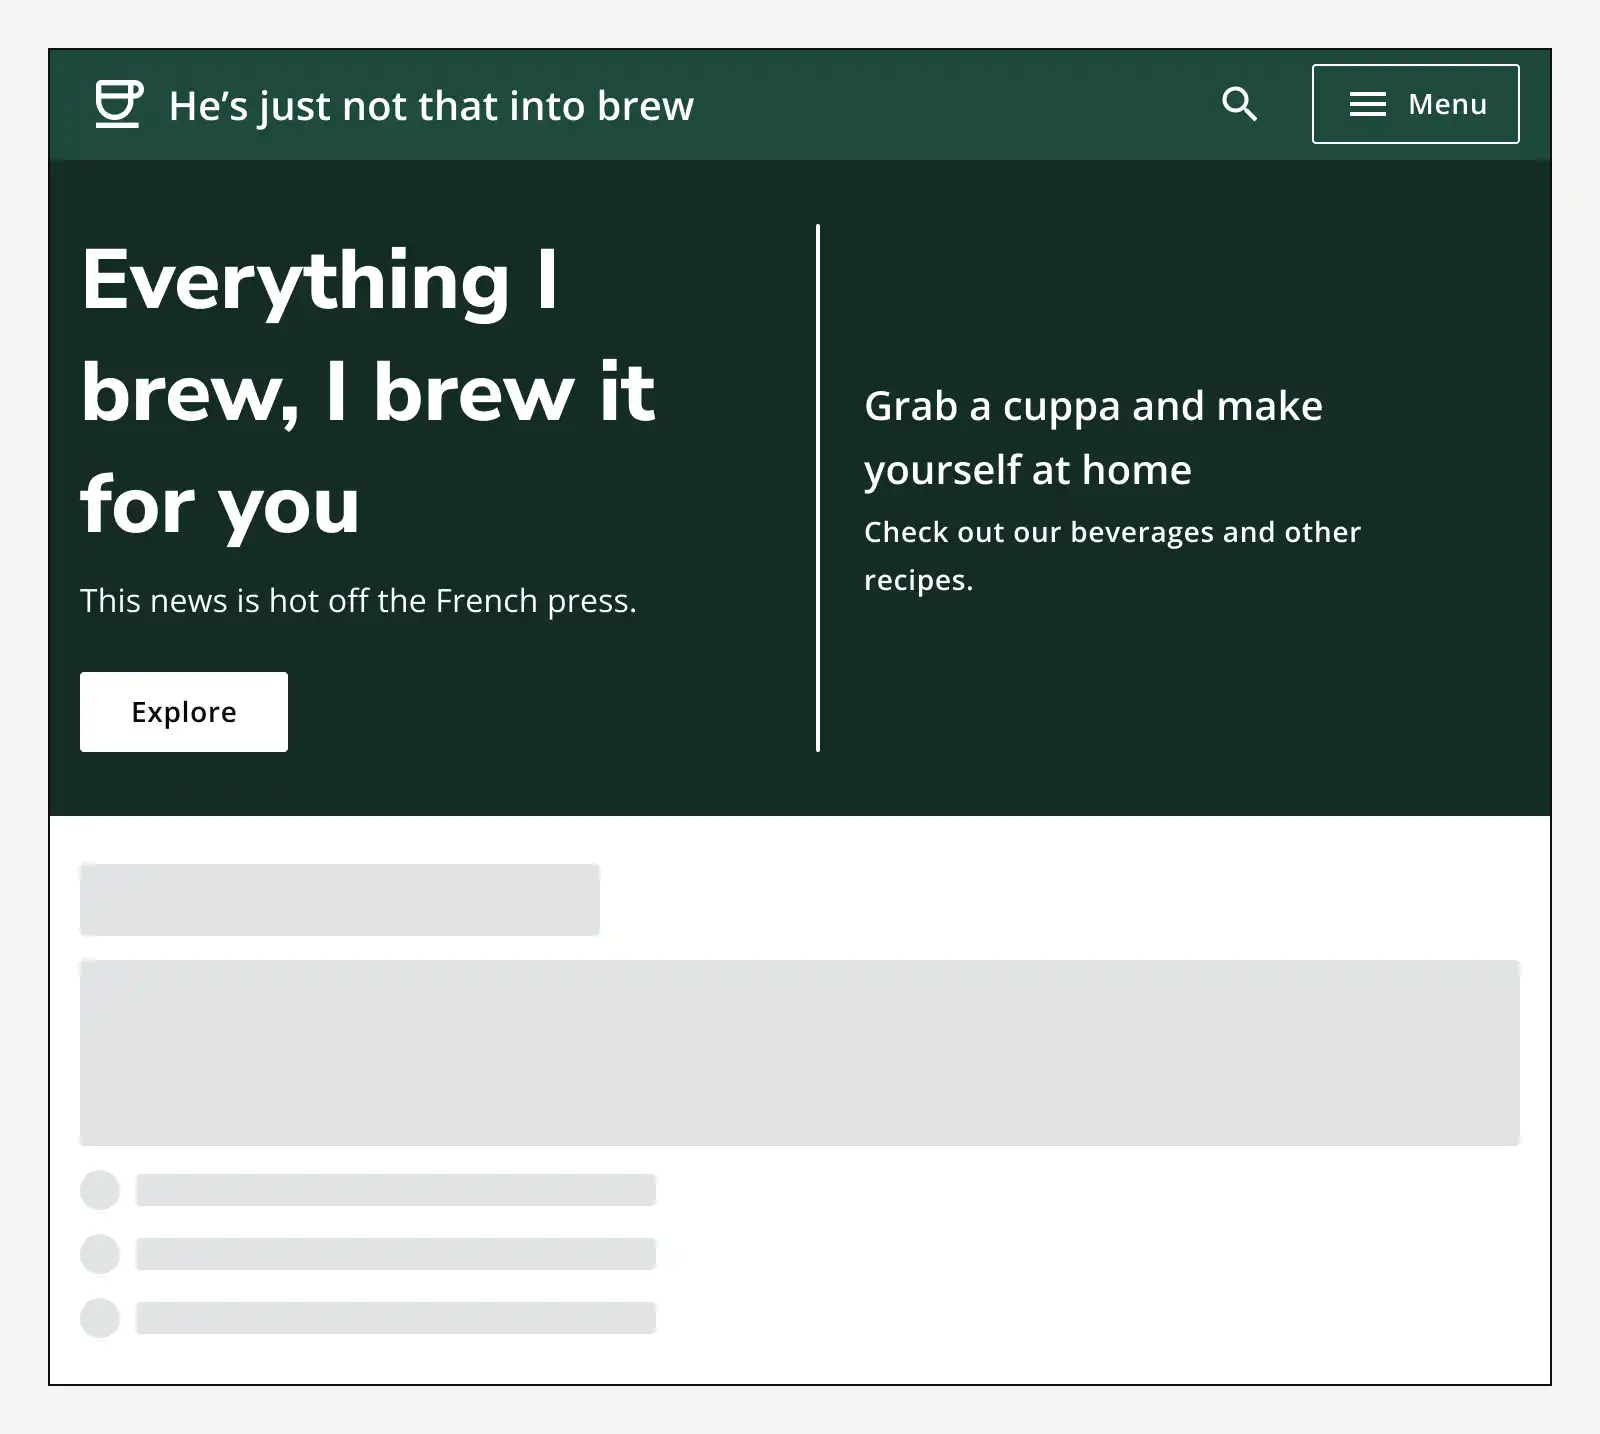 He’s just not that into brew
Menu
Everything I
brew, I brew it
for you
This news is hot off the French press.
Explore
Grab a cuppa and make
yourself at home
Check out our beverages and other
recipes.